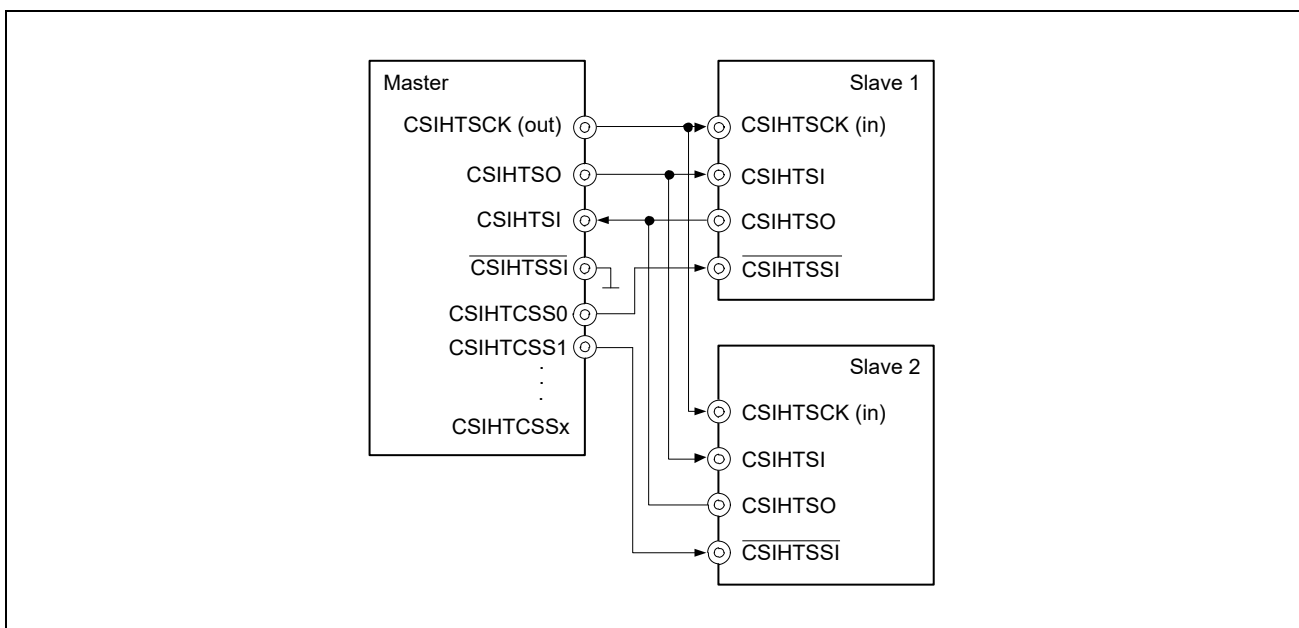 Master
CSIHTSCK (out)
CSIHTSO
CSIHTSI
CSIHTSSI
CSIHTCSS0
CSIHTCSS1
.
.
.
CSIHTCSSx
Slave 1
CSIHTSCK (in)
CSIHTSI
CSIHTSO
CSIHTSSI
Slave 2
CSIHTSCK (in)
CSIHTSI
CSIHTSO
CSIHTSSI